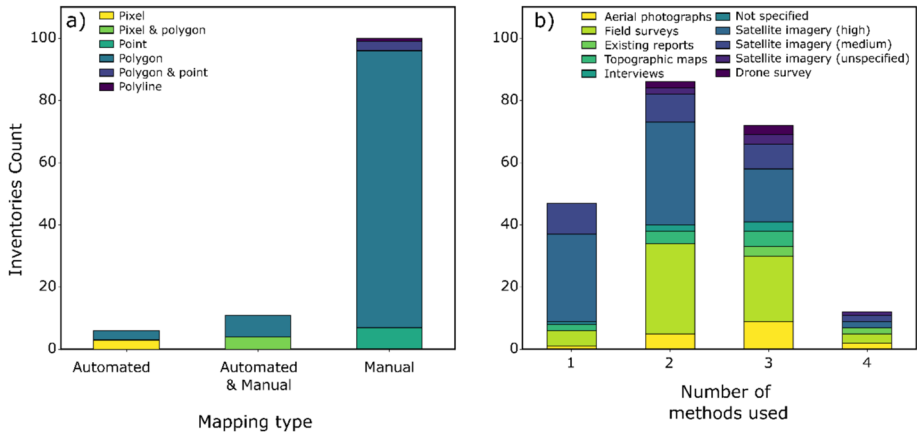 a)
Pixel
Pixel & polygon
Point
Polygon
Polygon & point
Polyline
Inventories Count
100
80
60
40
20
0
Automated
Automated
& Manual
Manual
Mapping type
b)
Aerial photographs
Field surveys
Existing reports
Topographic maps
Interviews
Not specified
Satellite imagery (high)
Satellite imagery (medium)
Satellite imagery (unspecified)
Drone survey
100
80
60
40
20
0
1
2
3
4
Number of
methods used